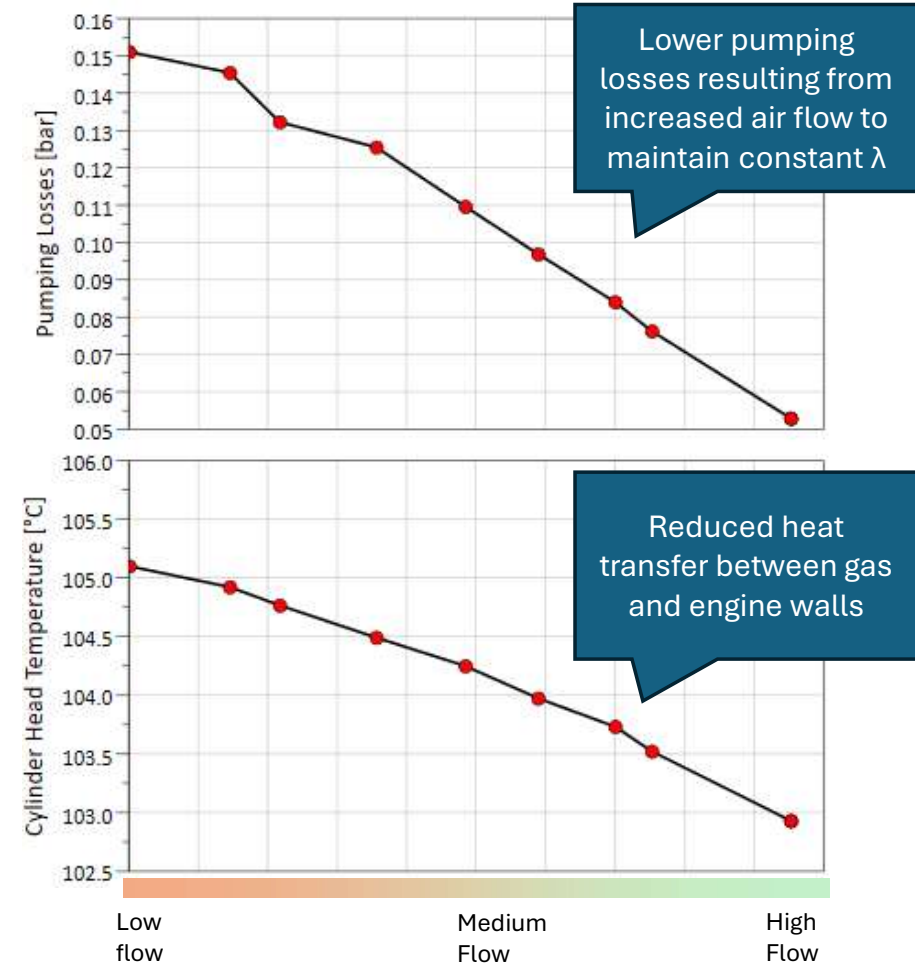 0.16
0.15
0.14
0.13
0.12
0.11
0.10
0.09
0.08
0.07
0.06
0.05
Pumping Losses [bar]
Lower pumping
losses resulting from
increased air flow to
maintain constant λ
106.0
105.5
105.0
104.5
104.0
103.5
103.0
102.5
Cylinder Head Temperature [°C]
Reduced heat
transfer between gas
and engine walls
Low
flow
Medium
Flow
High
Flow